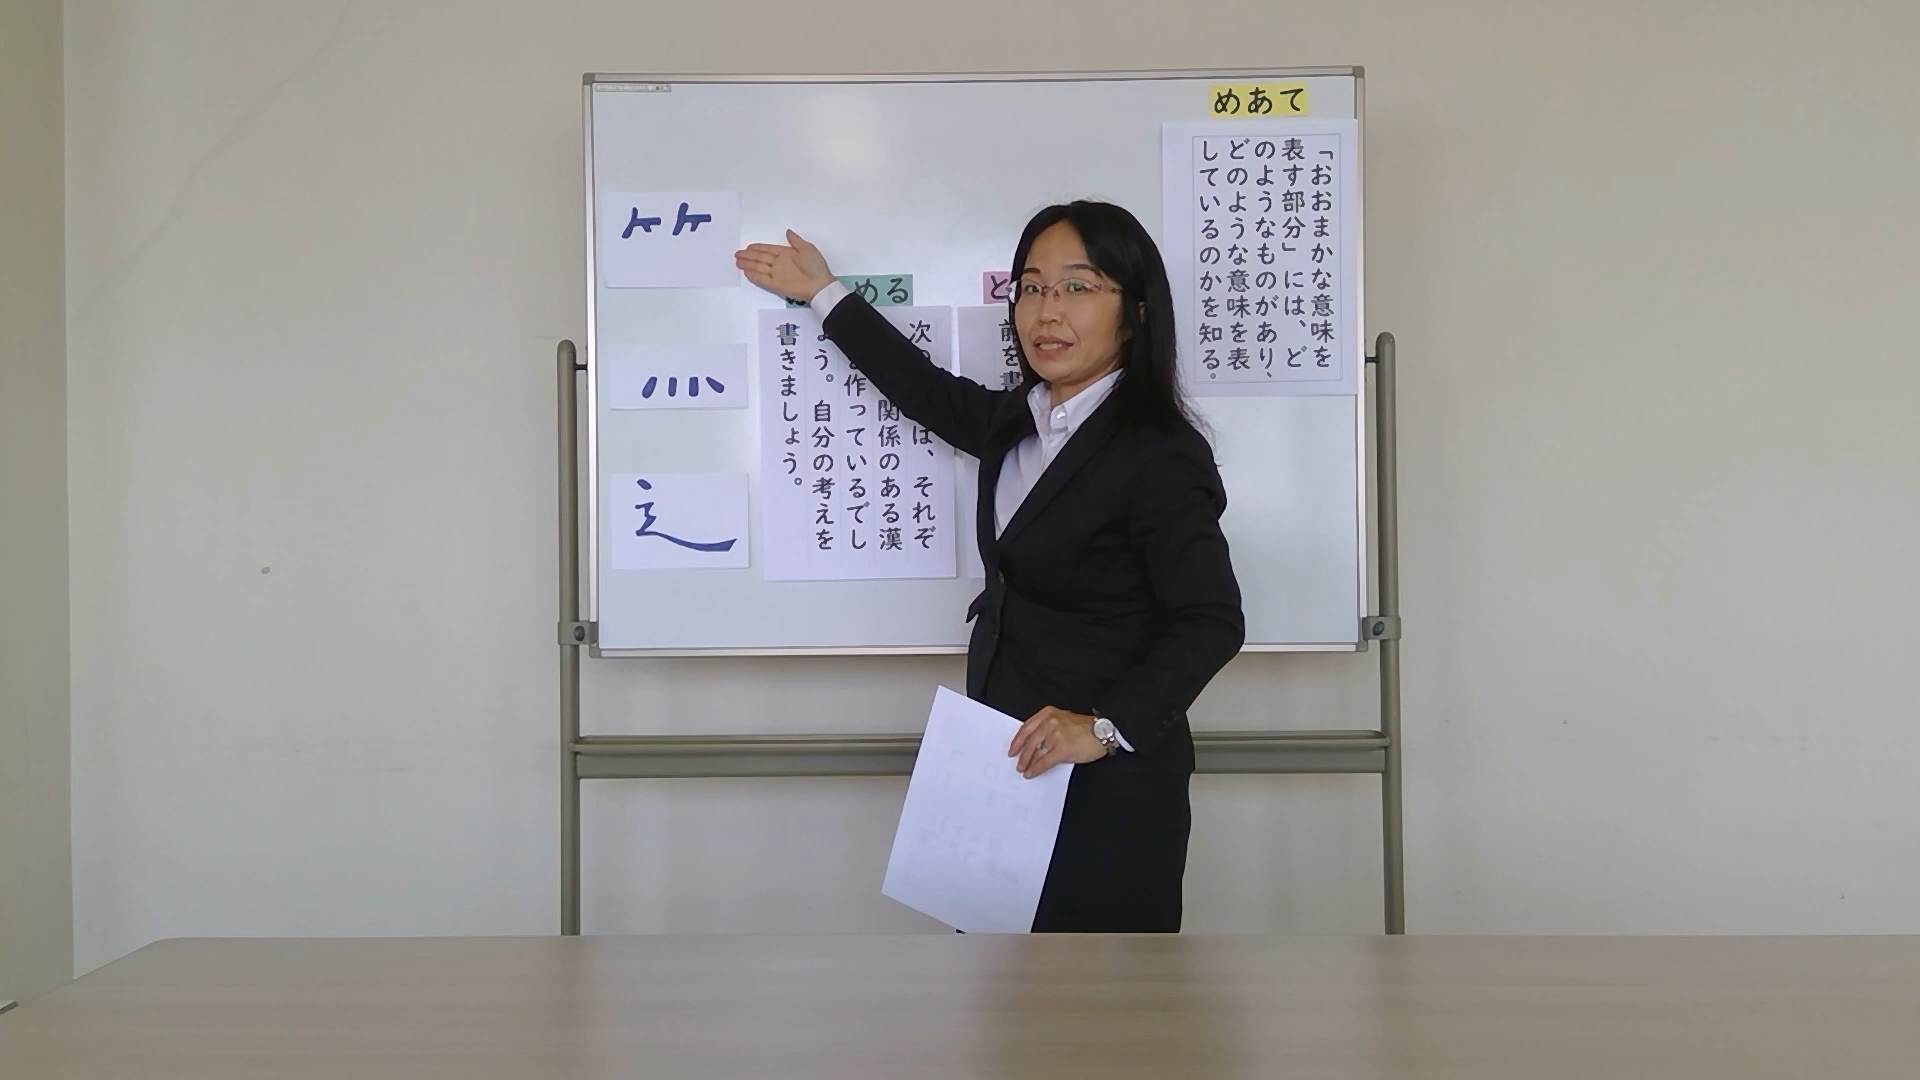 めあて
「おおまかな意味を
表す部分」には、ど
のようなものがあり、
どのような意味を表
しているのかを知る。
と
前を書
める
次の
は、それぞ
関係のある漢
作っているでし
ょう。自分の考えを
書きましょう。
⺮
灬
⻌